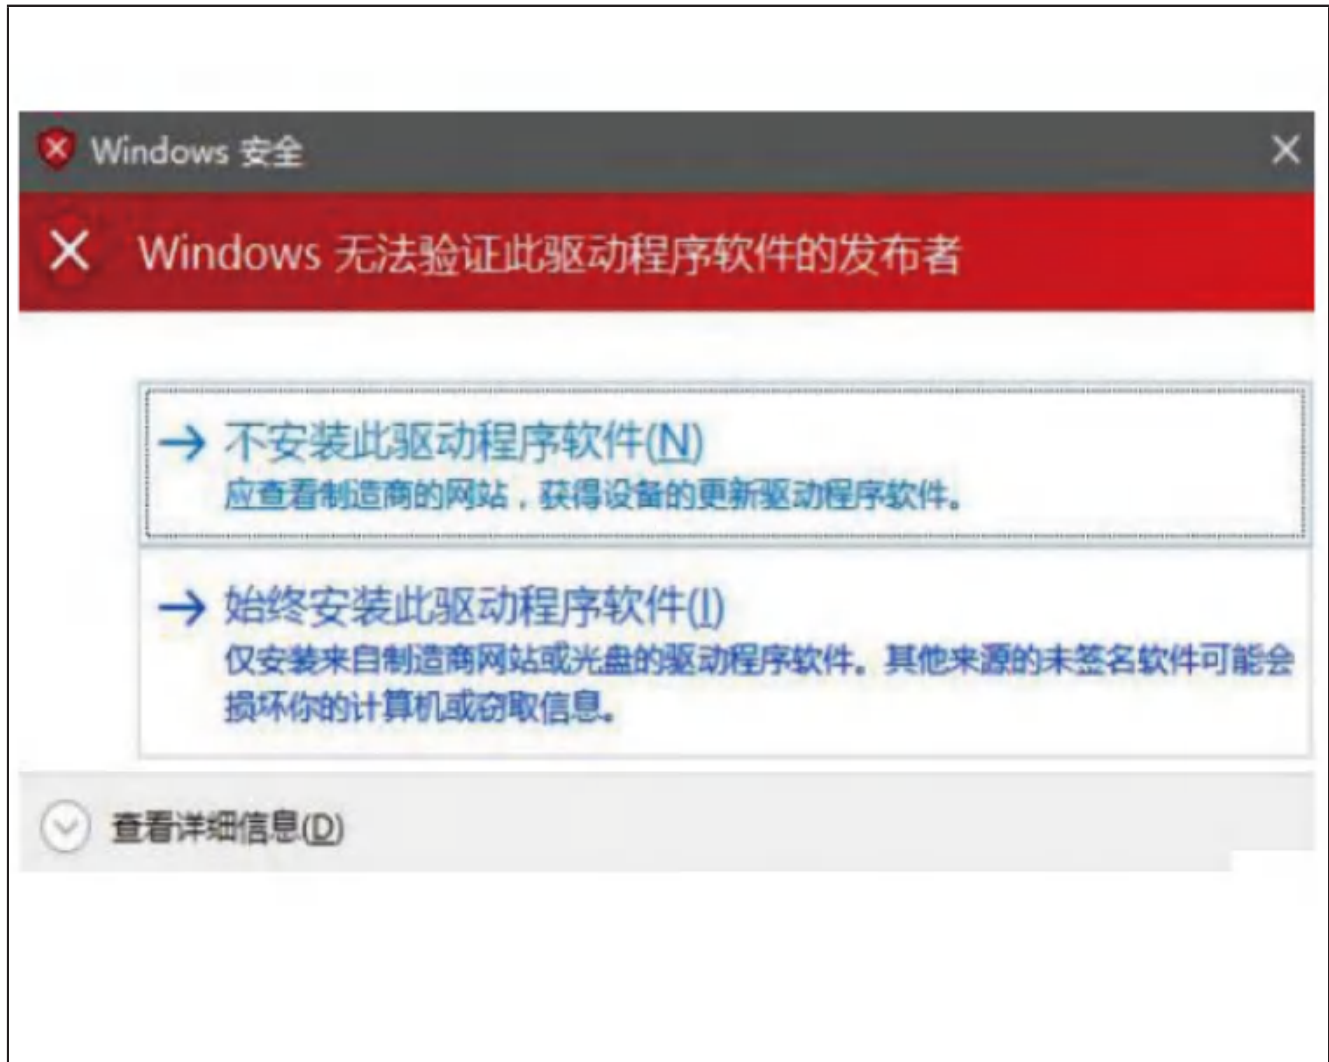 Windows 安全
Windows 无法验证此驱动程序软件的发布者
不安装此驱动程序软件(N)
应查看制造商的网站，获得设备的更新驱动程序软件。
始终安装此驱动程序软件(I)
仅安装来自制造商网站或光盘的驱动程序软件。其他来源的未签名软件可能会
损坏你的计算机或窃取信息。
查看详细信息(D)